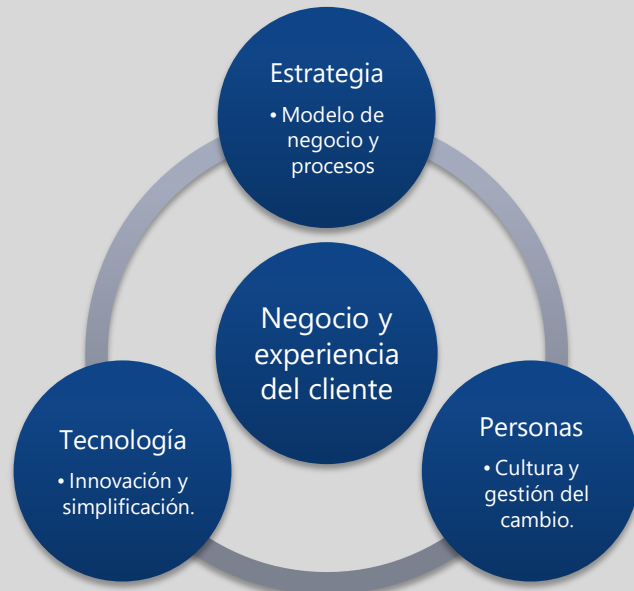 Estrategia
• Modelo de
negocio y
procesos
Negocio y
experiencia
del cliente
Tecnología
• Innovación y
simplificación.
Personas
• Cultura y
gestión del
cambio.